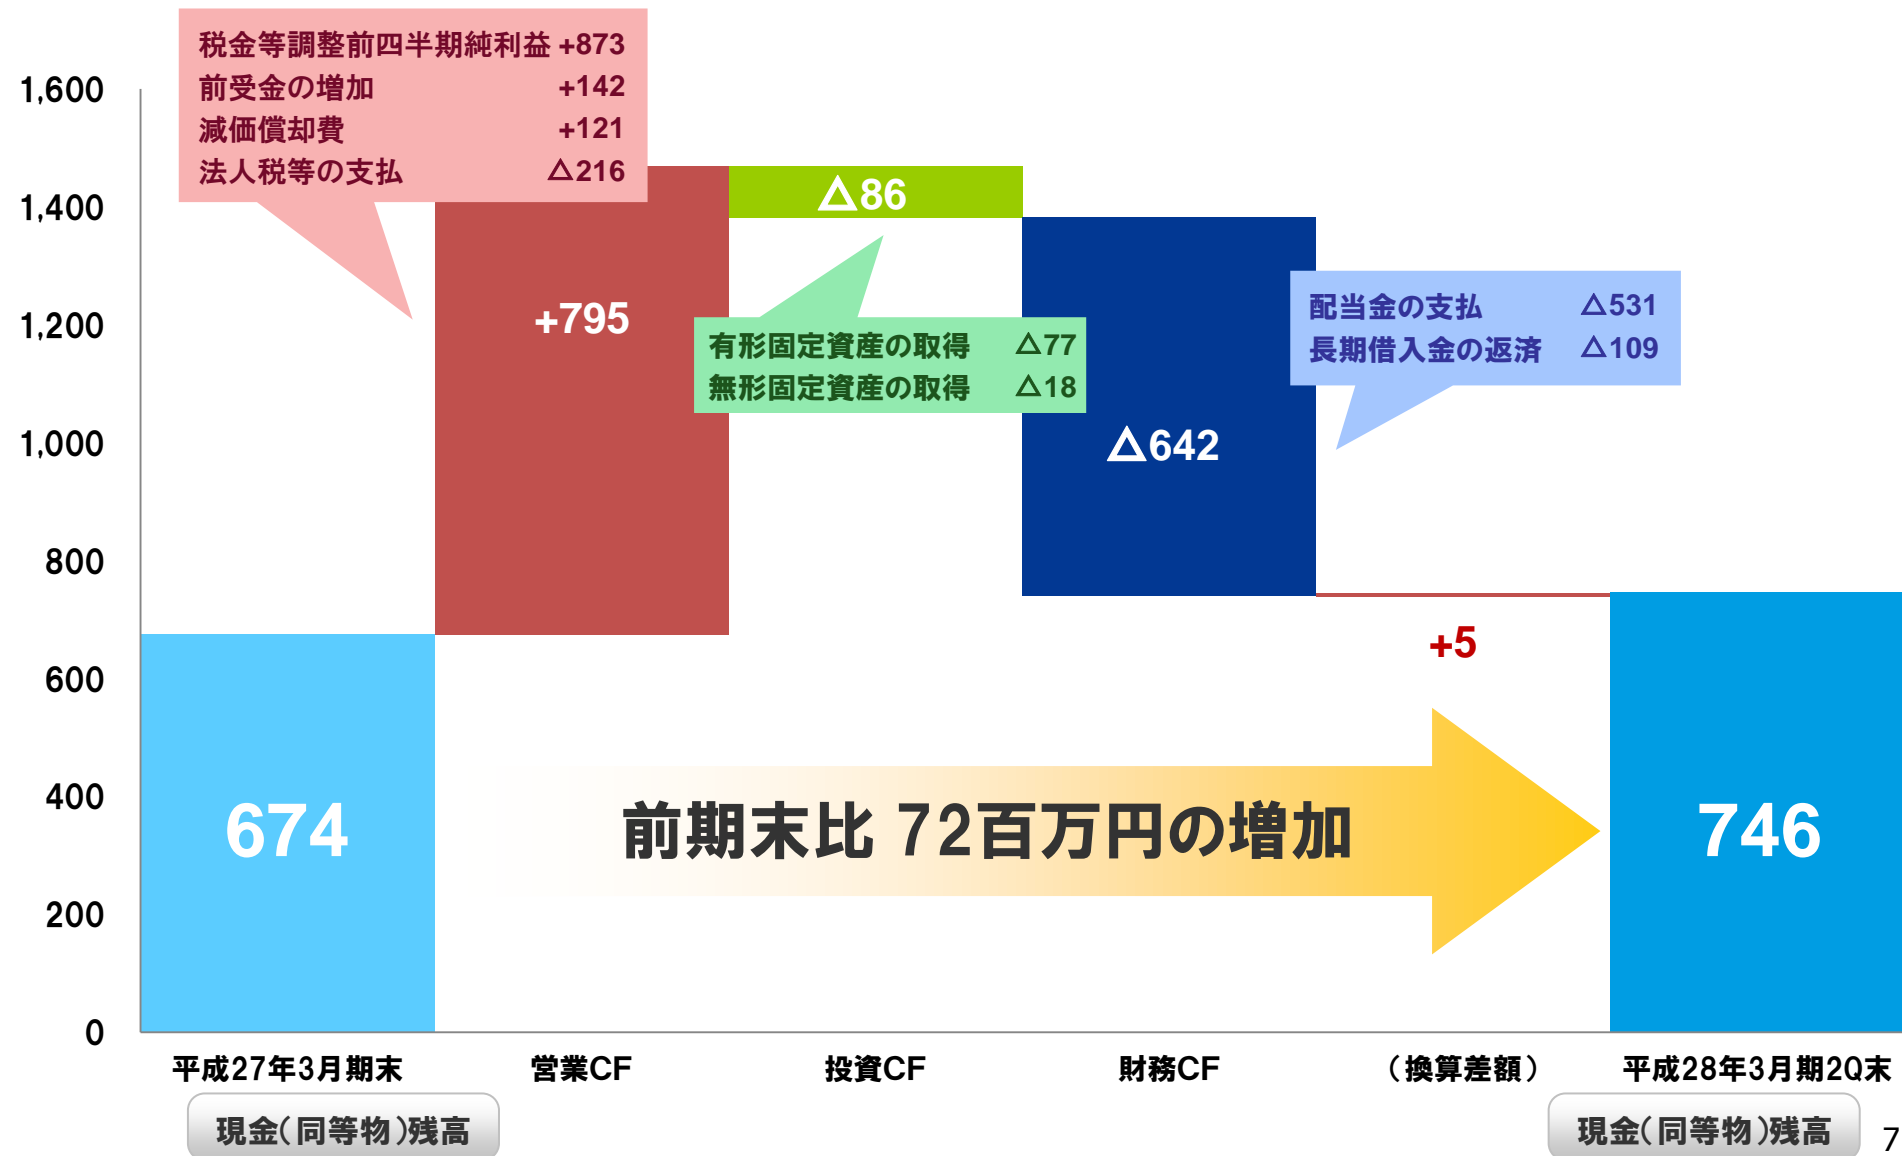 税金等調整前四半期純利益 +873
前受金の増加 +142
減価償却費 +121
法人税等の支払 △216
1,600
1,400
1,200
1,000
800
600
400
200
0
+795
△86
有形固定資産の取得 △77
無形固定資産の取得 △18
△642
配当金の支払 △531
長期借入金の返済 △109
+5
674
前期末比 72百万円の増加
746
平成27年3月期末
営業CF
投資CF
財務CF
（換算差額）
平成28年3月期2Q末
現金（同等物）残高
現金（同等物）残高
7